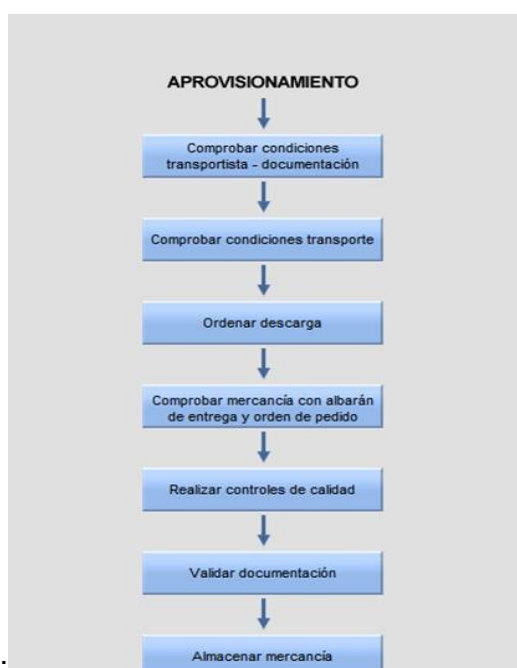 APROVISIONAMIENTO
Comprobar condiciones
transportista - documentación
Comprobar condiciones transporte
Ordenar descarga
Comprobar mercancía con albarán
de entrega y orden de pedido
Realizar controles de calidad
Validar documentación
Almacenar mercancía
.